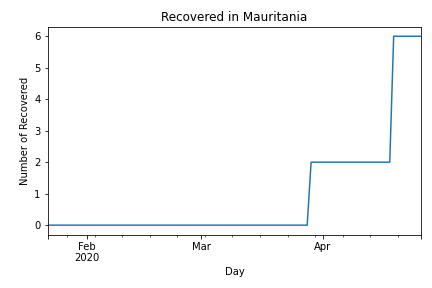 Recovered in Mauritania
6
5
4
3
2
1
0
Number of Recovered
Feb
2020
Mar
Apr
Day